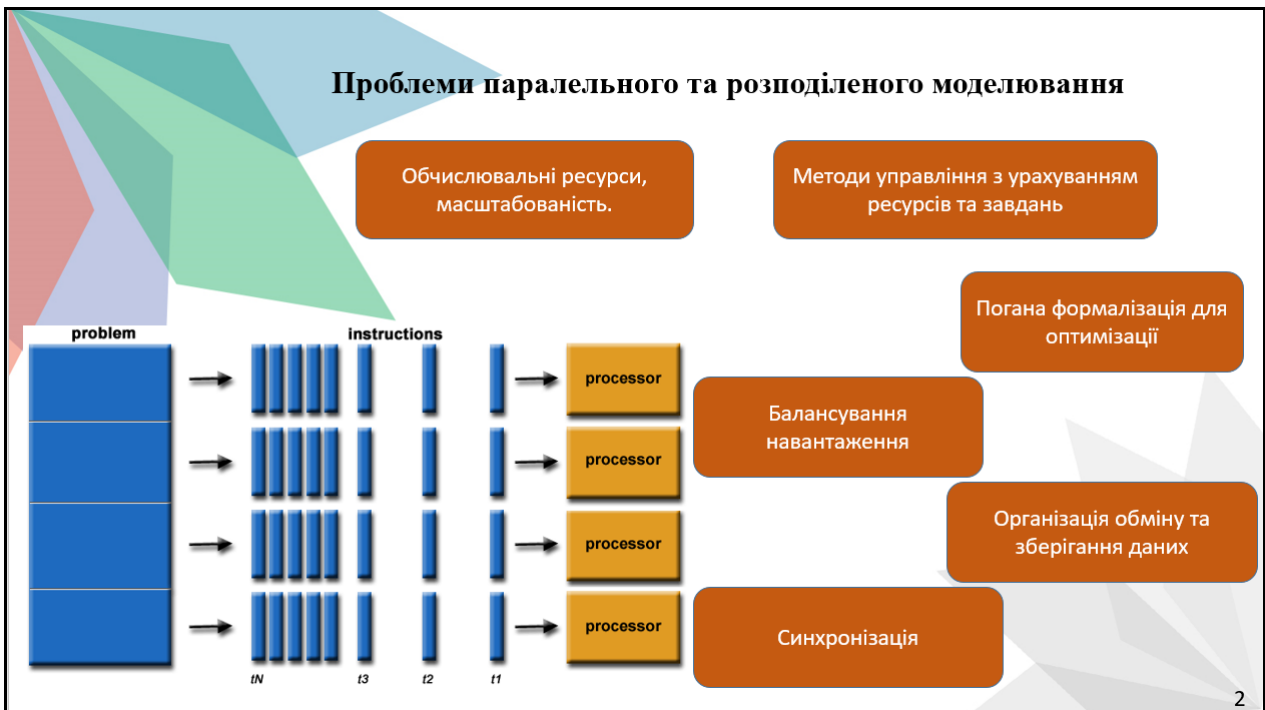 Проблеми паралельного та розподіленого моделювання
Обчислювальні ресурси,
масштабованість.
Методи управління з урахуванням
ресурсів та завдань
Погана формалізація для
оптимізації
Балансування
навантаження
Організація обміну та
зберігання даних
Синхронізація
problem
instructions
processor
processor
processor
processor
tN t3 t2 t1
2